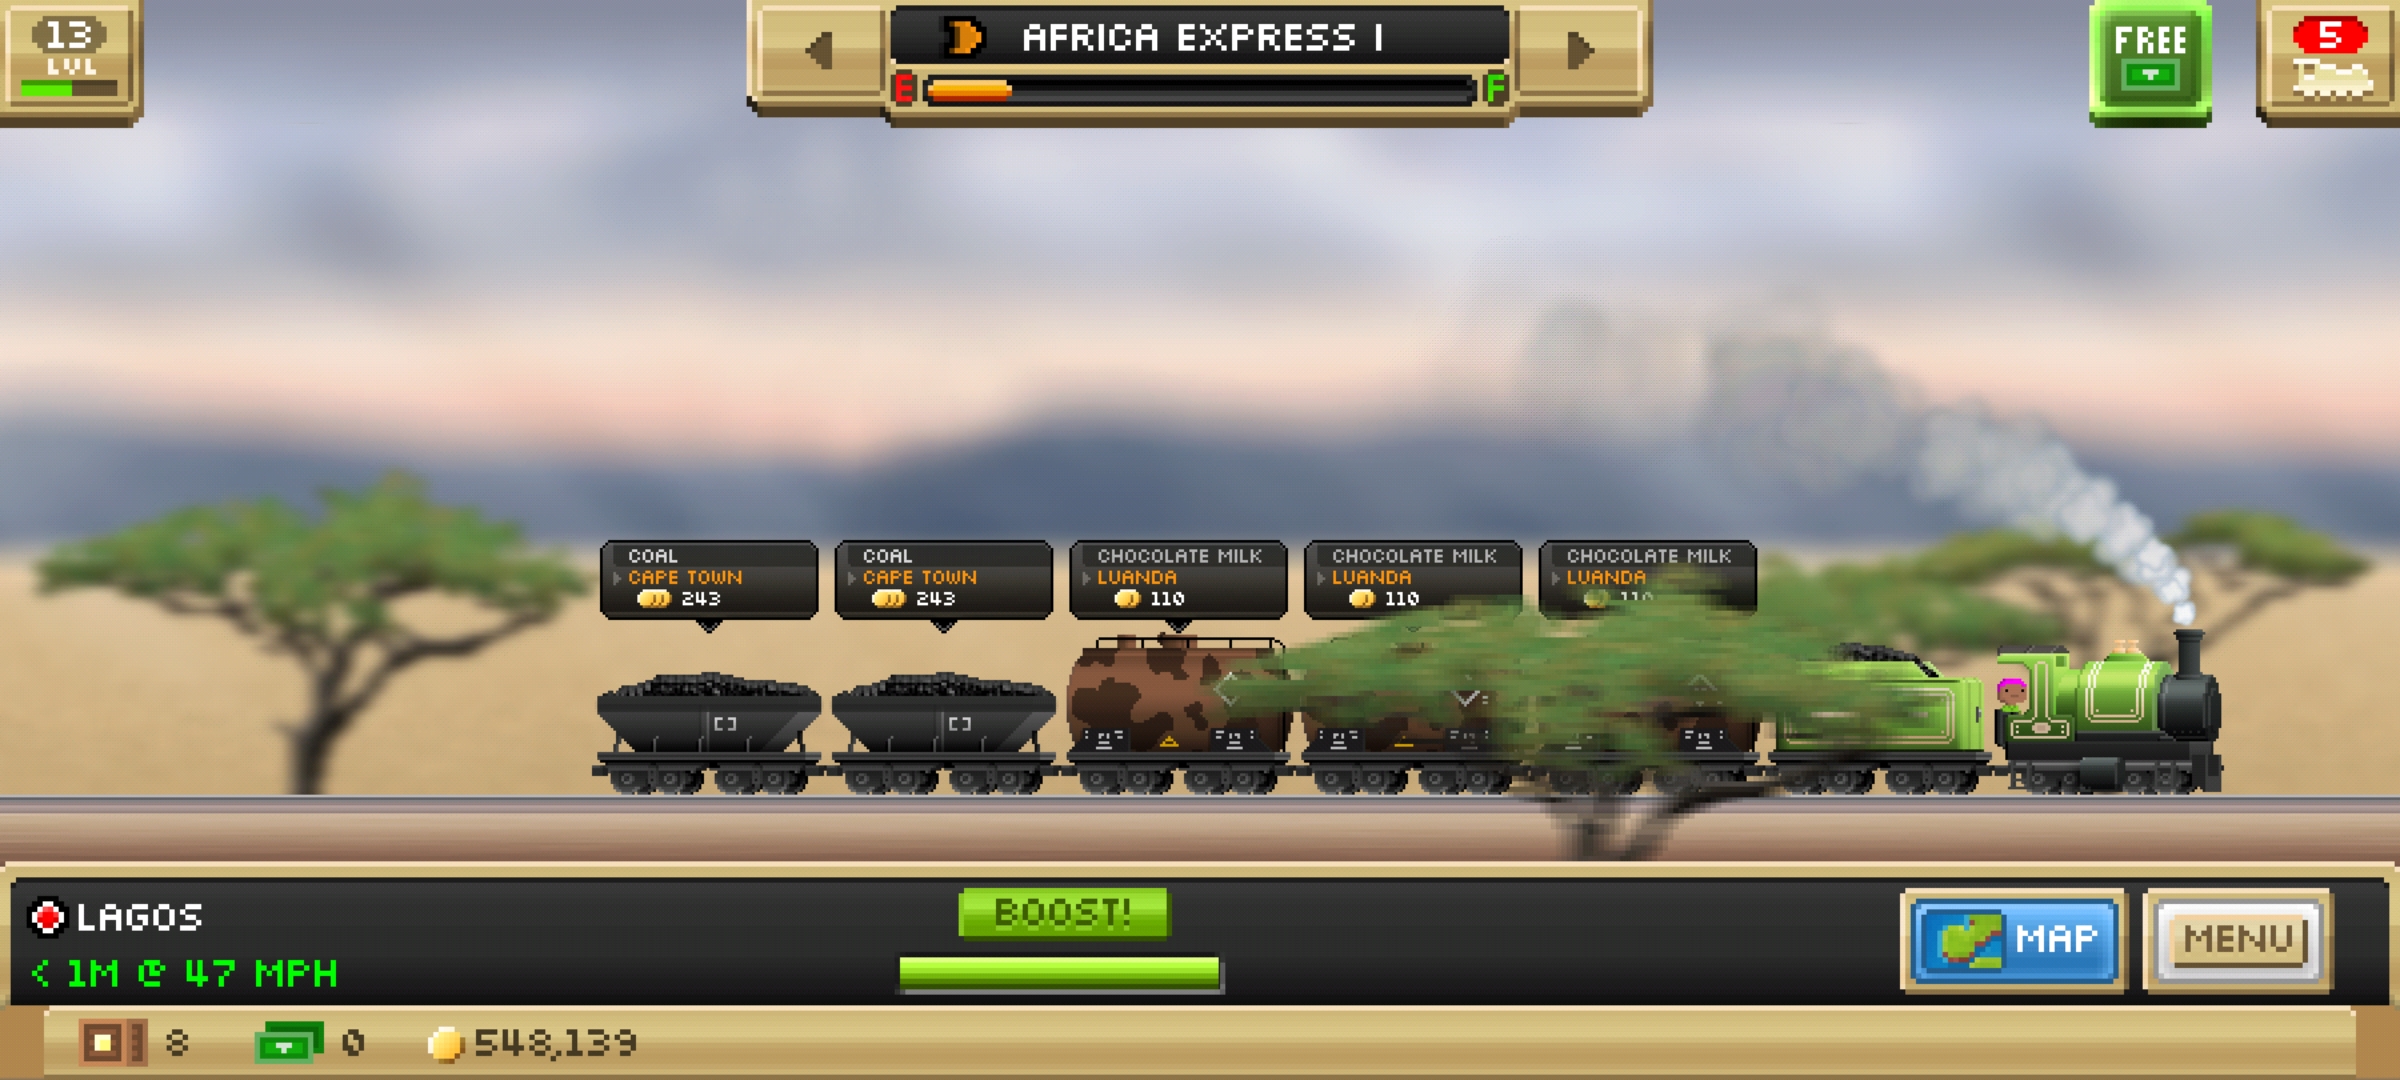 13
LVL
AFRICA EXPRESS I
E F
FREE
5
COAL
CAPE TOWN
243
COAL
CAPE TOWN
243
CHOCOLATE MILK
LUANDA
110
CHOCOLATE MILK
LUANDA
110
CHOCOLATE MILK
LUANDA
110
LAGOS
< 1M @ 47 MPH
BOOST!
MAP
MENU
8
0
548,139